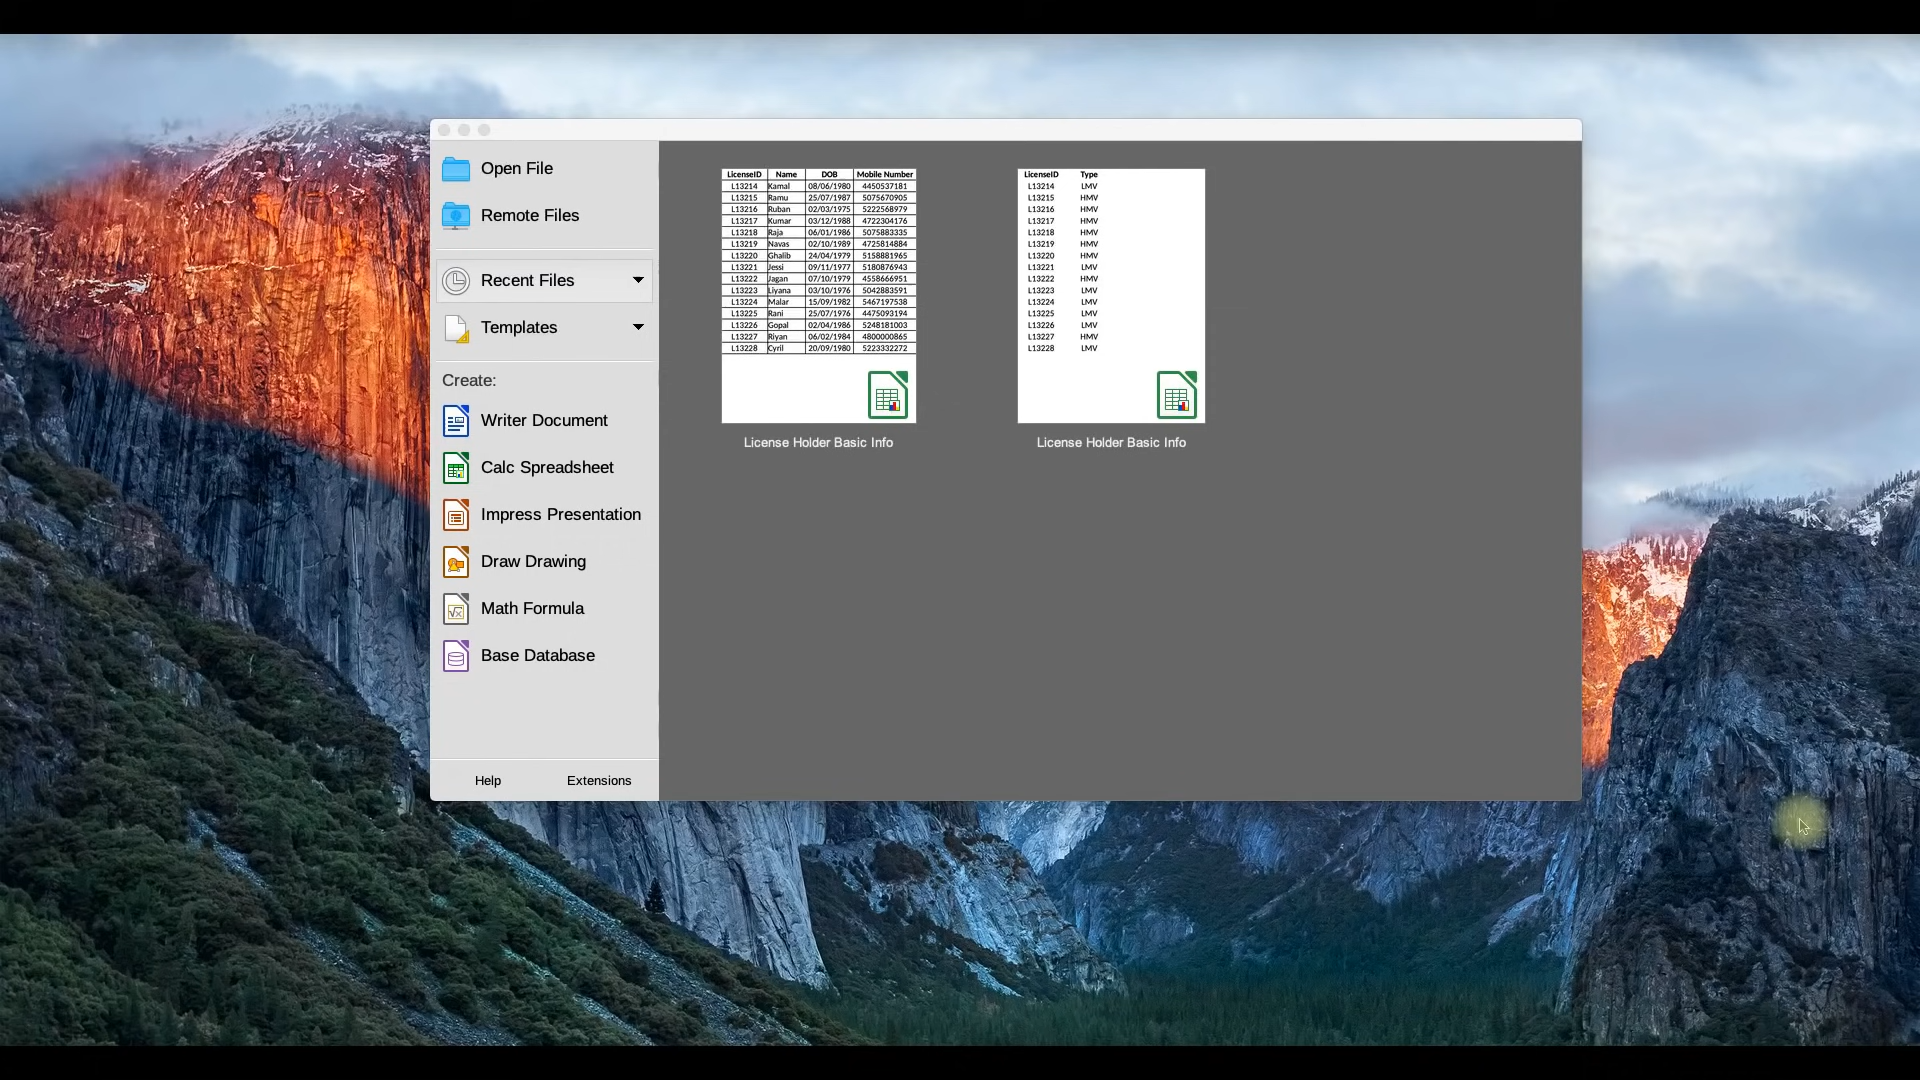 Open File
Remote Files
Recent Files
Templates
Create:
Writer Document
Calc Spreadsheet
Impress Presentation
Draw Drawing
Math Formula
Base Database
Help Extensions
LicenseID Name DOB Mobile Number
L13214 Kamal 08/06/1980 4450537181
L13215 Ramu 25/07/1987 5075670905
L13216 Ruban 02/03/1975 5222568979
L13217 Kumar 03/12/1988 4722304176
L13218 Raja 06/01/1986 5075883335
L13219 Navas 02/10/1989 4725814884
L13220 Ghalib 24/04/1979 5158881965
L13221 Jessi 09/11/1977 5180876943
L13222 Jagan 07/10/1979 4558666951
L13223 Liyana 03/10/1976 5042883591
L13224 Malar 15/09/1982 5467197538
L13225 Rani 25/07/1976 4475093194
L13226 Gopal 02/04/1986 5248181003
L13227 Riyan 06/02/1984 4800000865
L13228 Cyril 20/09/1980 5223332272
License Holder Basic Info
LicenseID Type
L13214 LMV
L13215 HMV
L13216 HMV
L13217 HMV
L13218 HMV
L13219 HMV
L13220 HMV
L13221 LMV
L13222 HMV
L13223 LMV
L13224 LMV
L13225 LMV
L13226 LMV
L13227 HMV
L13228 LMV
License Holder Basic Info